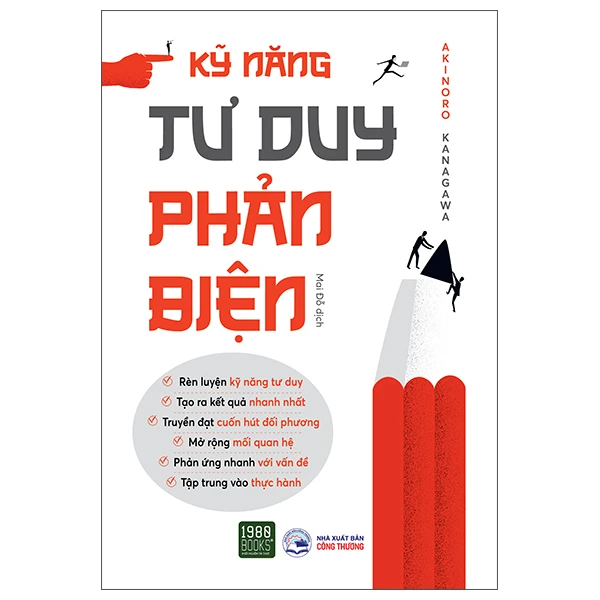 KỸ NĂNG
TƯ DUY
PHẢN
BIỆN
AKINORO KANAGAWA
Mai Đỗ dịch
Rèn luyện kỹ năng tư duy
Tạo ra kết quả nhanh nhất
Truyền đạt cuốn hút đối phương
Mở rộng mối quan hệ
Phản ứng nhanh với vấn đề
Tập trung vào thực hành
1980
BOOKS
NHÀ XUẤT BẢN
CÔNG THƯƠNG